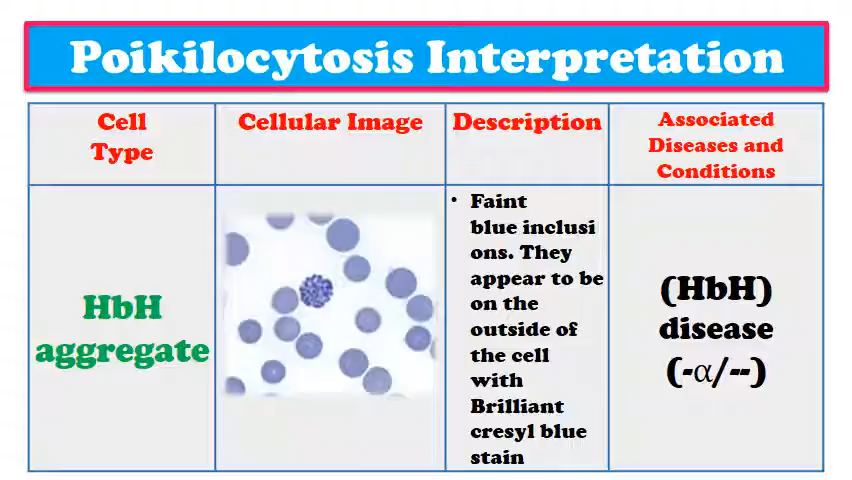 Poikilocytosis Interpretation
Cell
Type
Cellular Image
Description
Associated
Diseases and
Conditions
HbH
aggregate
• Faint
blue inclusi
ons. They
appear to be
on the
outside of
the cell
with
Brilliant
cresyl blue
stain
(HbH)
disease
(-α/--)